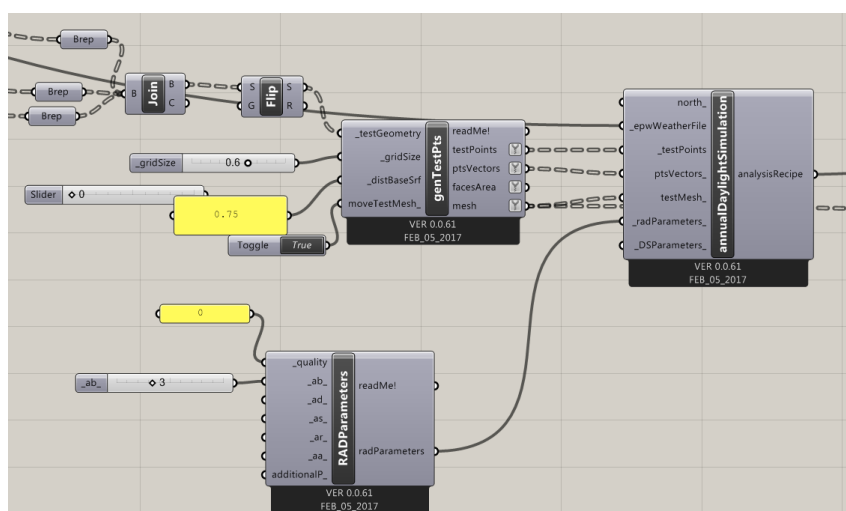 Brep
Brep
Brep
B
Join
B
C
S
G
Flip
S
R
_gridSize 0.6
Slider 0
0.75
Toggle True
_testGeometry
_gridSize
_distBaseSrf
moveTestMesh_
genTestPts
readMe!
testPoints
ptsVectors
facesArea
mesh
VER 0.0.61
FEB_05_2017
north_
_epwWeatherFile
_testPoints
ptsVectors_
testMesh_
_radParameters_
_DSParameters_
annualDaylightSimulation
analysisRecipe
VER 0.0.61
FEB_05_2017
0
_ab_ 3
_quality
_ab_
_ad_
_as_
_ar_
_aa_
additionalP_
RADParameters
readMe!
radParameters
VER 0.0.61
FEB_05_2017